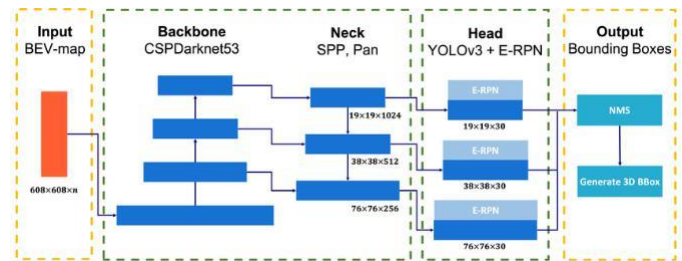 Input
BEV-map
608×608×n
Backbone
CSPDarknet53
Neck
SPP, Pan
19×19×1024
38×38×512
76×76×256
Head
YOLOv3 + E-RPN
E-RPN
19×19×30
E-RPN
38×38×30
E-RPN
76×76×30
Output
Bounding Boxes
NMS
Generate 3D BBox